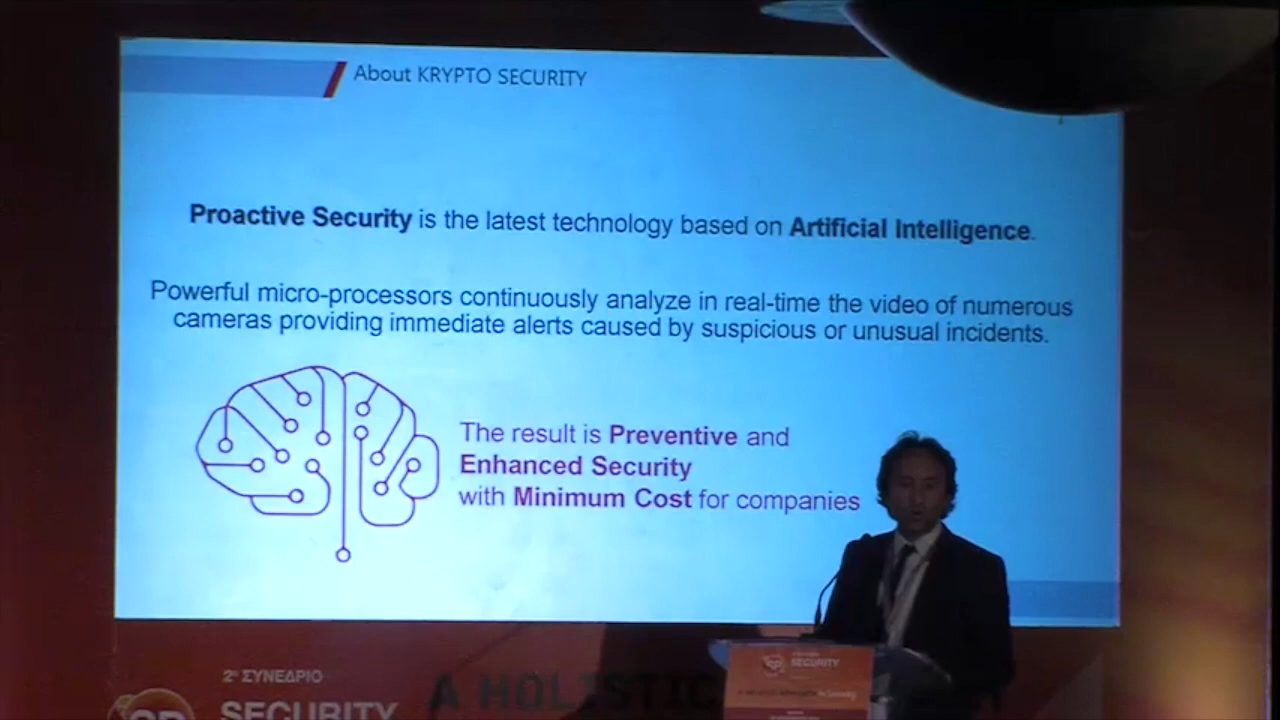 About KRYPTO SECURITY
Proactive Security is the latest technology based on Artificial Intelligence.
Powerful micro-processors continuously analyze in real-time the video of numerous
cameras providing immediate alerts caused by suspicious or unusual incidents.
The result is Preventive and
Enhanced Security
with Minimum Cost for companies
2ο ΣΥΝΕΔΡΙΟ
SECURITY
A HOLISTIC
SECURITY